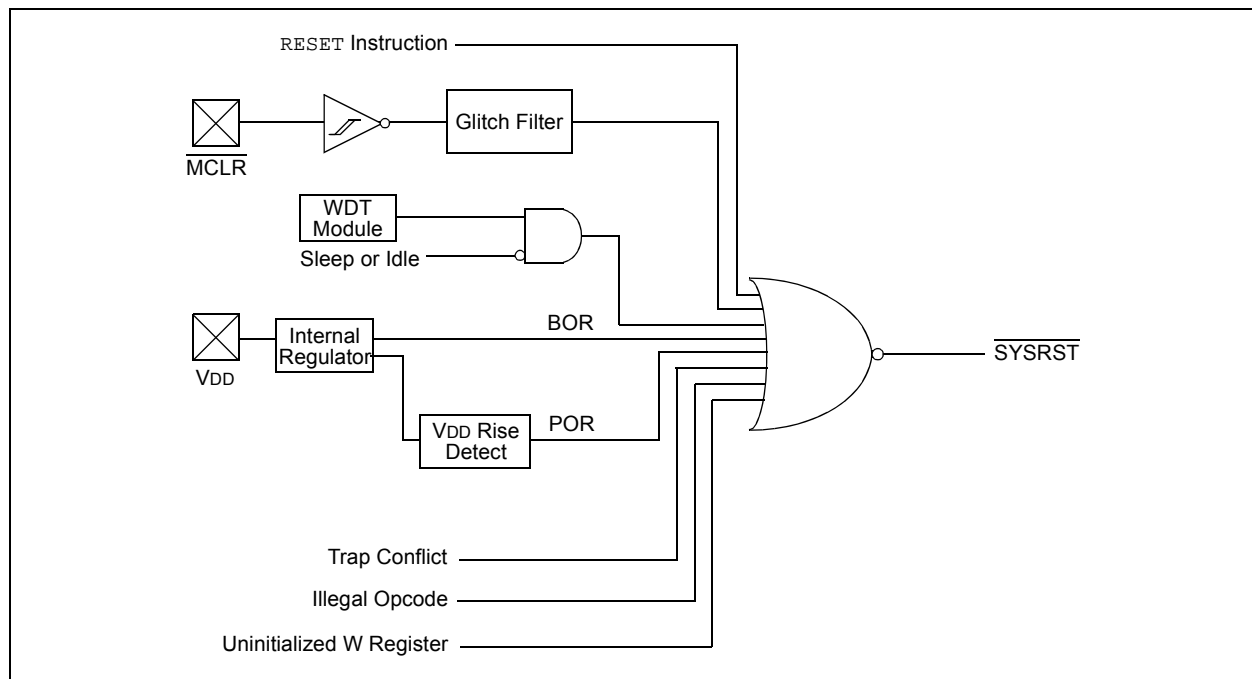 RESET Instruction
Glitch Filter
MCLR
WDT
Module
Sleep or Idle
BOR
Internal
Regulator
SYSRST
VDD
POR
VDD Rise
Detect
Trap Conflict
Illegal Opcode
Uninitialized W Register